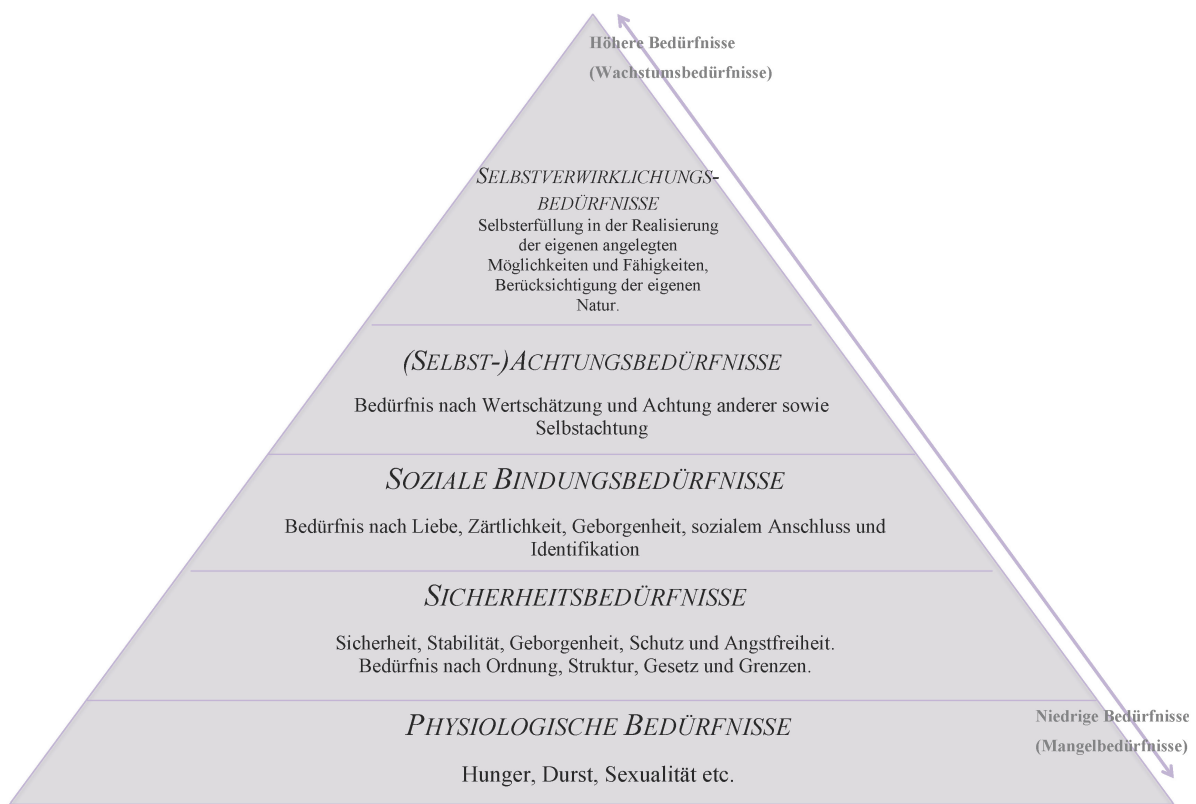 Höhere Bedürfnisse
(Wachstumsbedürfnisse)
SELBSTVERWIRKLICHUNGS-
BEDÜRFNISSE
Selbsterfüllung in der Realisierung
der eigenen angelegten
Möglichkeiten und Fähigkeiten,
Berücksichtigung der eigenen
Natur.
(SELBST-)ACHTUNGSBEDÜRFNISSE
Bedürfnis nach Wertschätzung und Achtung anderer sowie
Selbstachtung
SOZIALE BINDUNGSBEDÜRFNISSE
Bedürfnis nach Liebe, Zärtlichkeit, Geborgenheit, sozialem Anschluss und
Identifikation
SICHERHEITSBEDÜRFNISSE
Sicherheit, Stabilität, Geborgenheit, Schutz und Angstfreiheit.
Bedürfnis nach Ordnung, Struktur, Gesetz und Grenzen.
PHYSIOLOGISCHE BEDÜRFNISSE
Hunger, Durst, Sexualität etc.
Niedrige Bedürfnisse
(Mangelbedürfnisse)